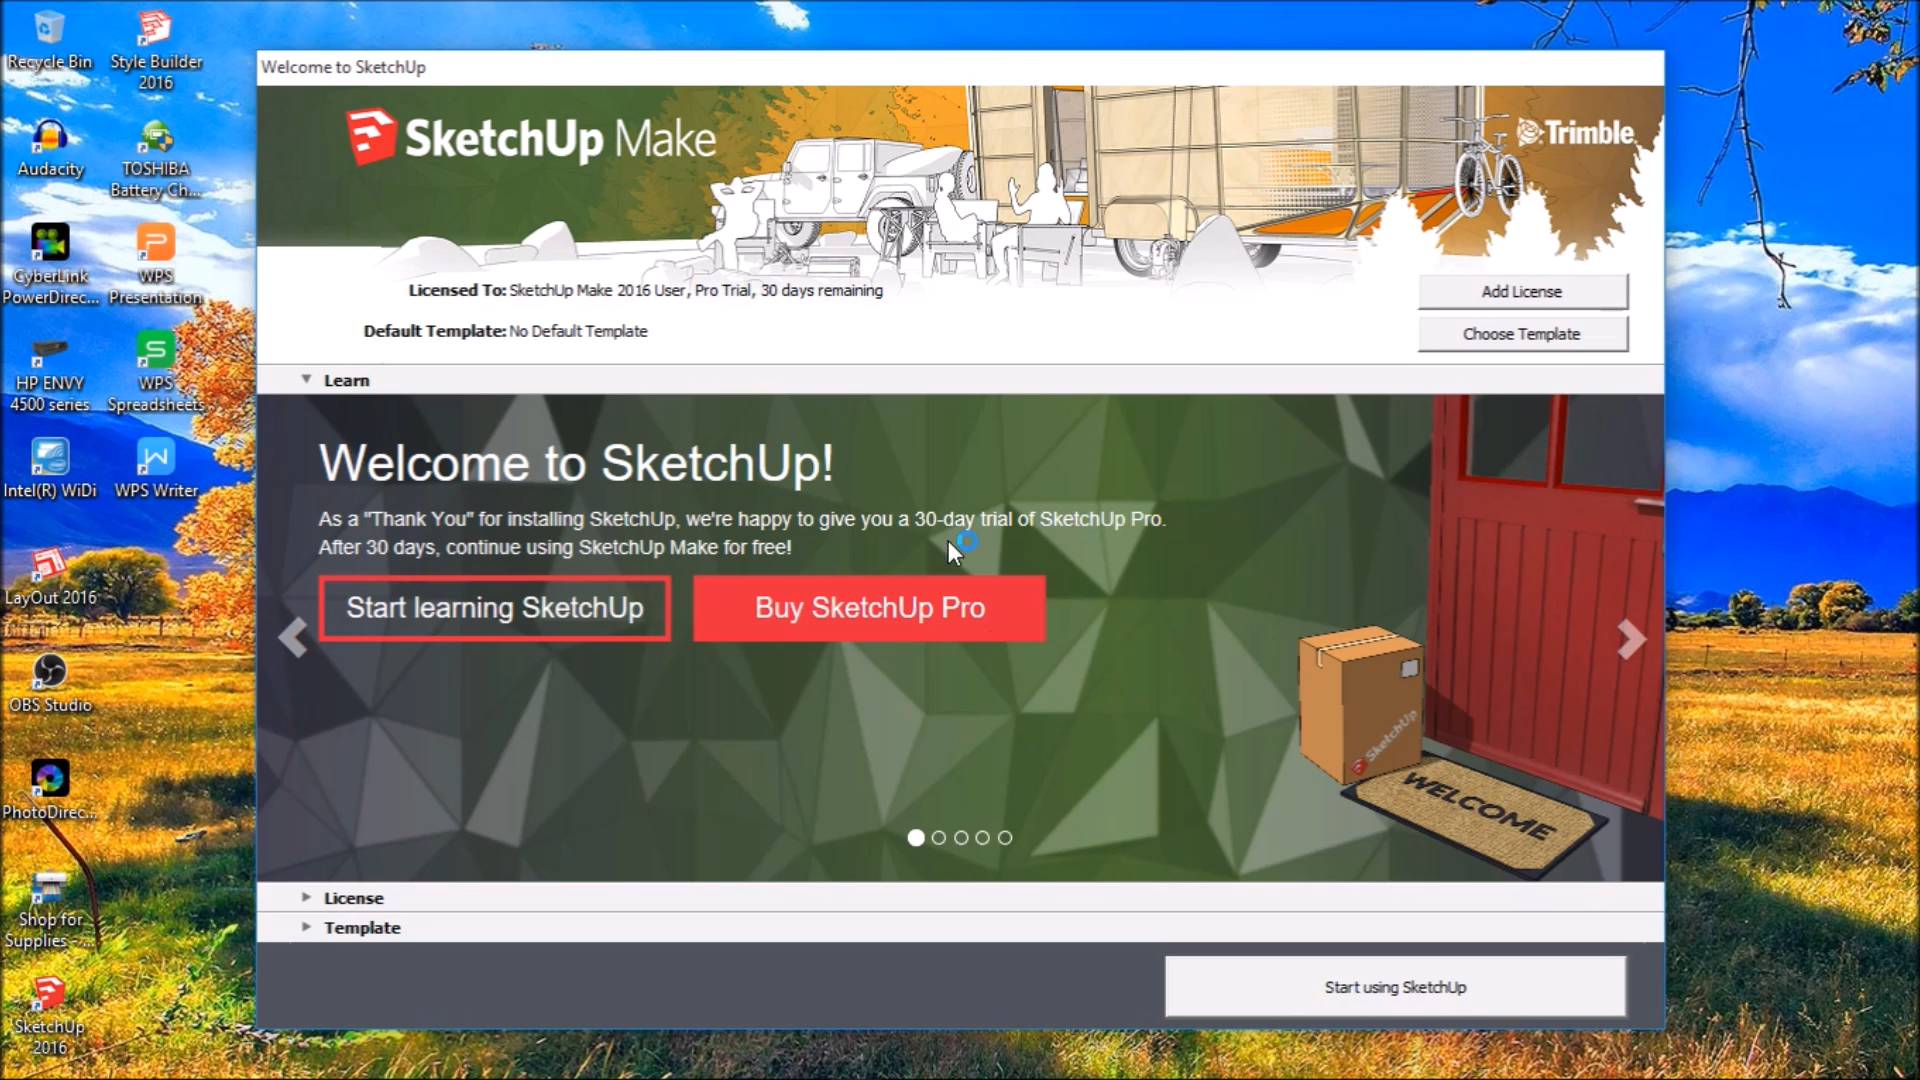 Recycle Bin
Style Builder
2016
Audacity
TOSHIBA
Battery Ch...
CyberLink
PowerDirec...
WPS
Presentation
HP ENVY
4500 series
WPS
Spreadsheets
Intel(R) WiDi
WPS Writer
LayOut 2016
OBS Studio
PhotoDirec...
Shop for
Supplies - ...
SketchUp
2016
Welcome to SketchUp
SketchUp Make
Trimble
Licensed To: SketchUp Make 2016 User, Pro Trial, 30 days remaining
Add License
Default Template: No Default Template
Choose Template
Learn
Welcome to SketchUp!
As a "Thank You" for installing SketchUp, we're happy to give you a 30-day trial of SketchUp Pro.
After 30 days, continue using SketchUp Make for free!
Start learning SketchUp
Buy SketchUp Pro
SketchUp
WELCOME
License
Template
Start using SketchUp